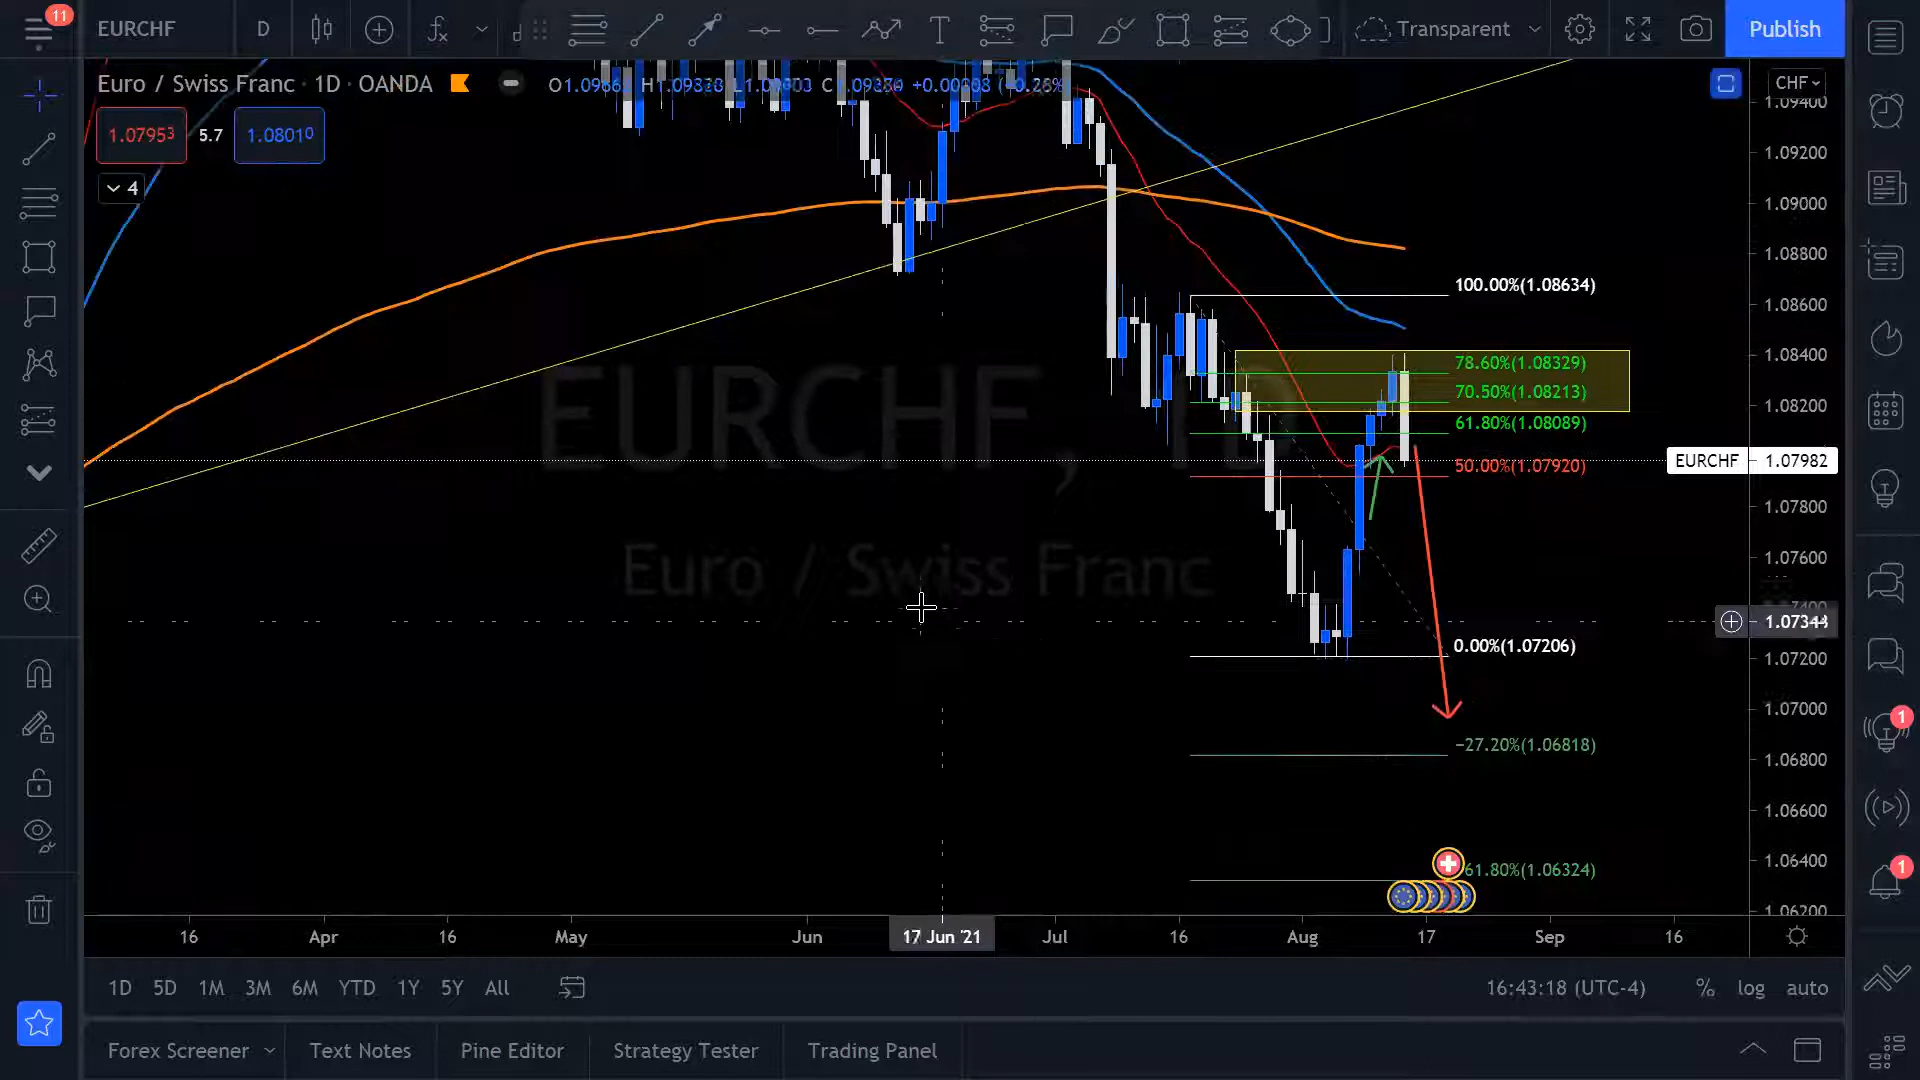 11
EURCHF
D
Transparent
Publish
Euro / Swiss Franc · 1D · OANDA
CHF
1.07953
5.7
1.08010
4
1.09400
1.09200
1.09000
1.08800
1.08600
1.08400
1.08200
1.07800
1.07600
1.07200
1.07000
1.06800
1.06600
1.06400
1.06200
100.00%(1.08634)
78.60%(1.08329)
70.50%(1.08213)
61.80%(1.08089)
50.00%(1.07920)
0.00%(1.07206)
−27.20%(1.06818)
61.80%(1.06324)
EURCHF 1.07982
EURCHF, 1D
Euro / Swiss Franc
1
1
16
Apr
16
May
Jun
17 Jun '21
Jul
16
Aug
17
Sep
16
1D 5D 1M 3M 6M YTD 1Y 5Y All
16:43:18 (UTC-4)
% log auto
Forex Screener
Text Notes
Pine Editor
Strategy Tester
Trading Panel